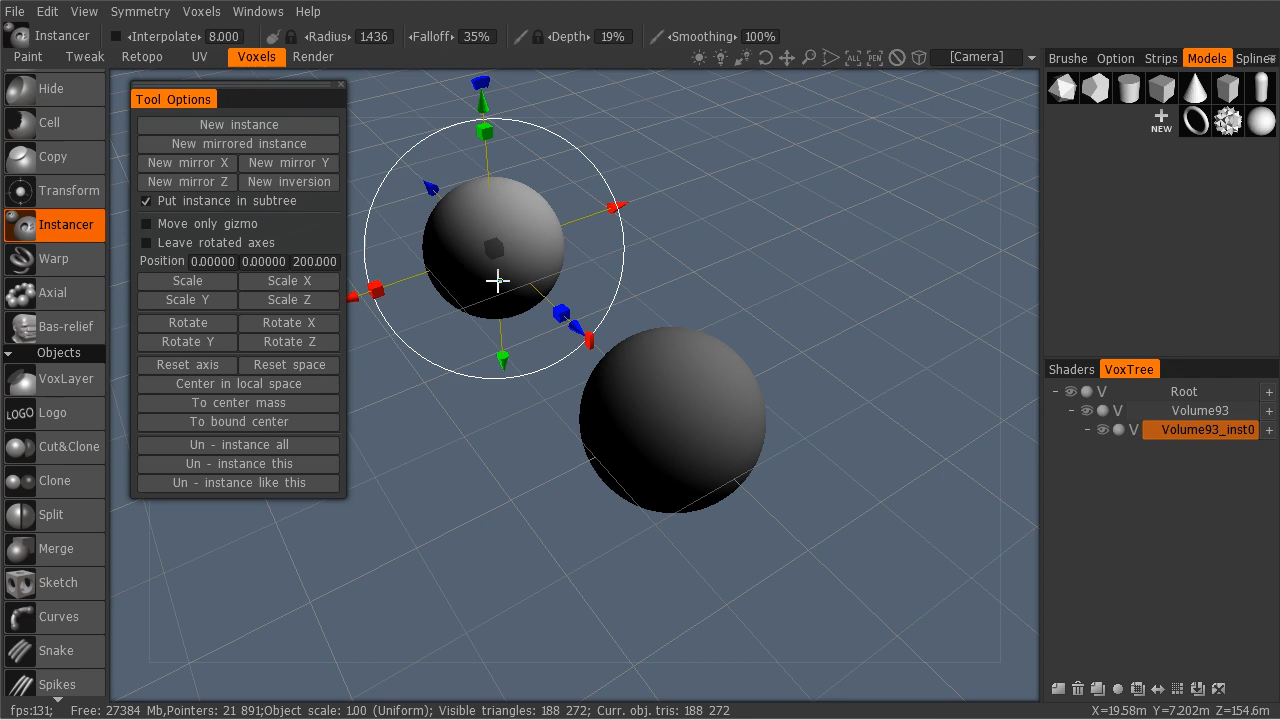 File Edit View Symmetry Voxels Windows Help
Instancer Interpolate 8.000 Radius: 1.436 Falloff: 35% Depth: 19% Smoothing: 100%
Paint Tweak Retopo UV Voxels Render [Camera]
Brushe Option Strips Models Spline
NEW
Hide
Cell
Copy
Transform
Instancer
Warp
Axial
Bas-relief
Objects
VoxLayer
LOGO Logo
Cut&Clone
Clone
Split
Merge
Sketch
Curves
Snake
Spikes
Tool Options
New instance
New mirrored instance
New mirror X New mirror Y
New mirror Z New inversion
Put instance in subtree
Move only gizmo
Leave rotated axes
Position 0.00000 0.00000 200.000
Scale Scale X
Scale Y Scale Z
Rotate Rotate X
Rotate Y Rotate Z
Reset axis Reset space
Center in local space
To center mass
To bound center
Un - instance all
Un - instance this
Un - instance like this
Shaders VoxTree
− V Root +
− V Volume93 +
− V Volume93_inst0 +
fps:131; Free: 27384 Mb,Pointers: 21 891;Object scale: 1.00 (Uniform); Visible triangles: 188 272; Curr. obj. tris: 188 272 X=19.58m Y=7.202m Z=154.6m